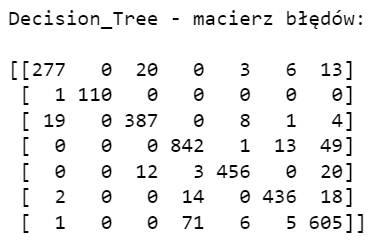 Decision_Tree - macierz błędów:
[[277 0 20 0 3 6 13]
[ 1 110 0 0 0 0 0]
[ 19 0 387 0 8 1 4]
[ 0 0 0 842 1 13 49]
[ 0 0 12 3 456 0 20]
[ 2 0 0 14 0 436 18]
[ 1 0 0 71 6 5 605]]